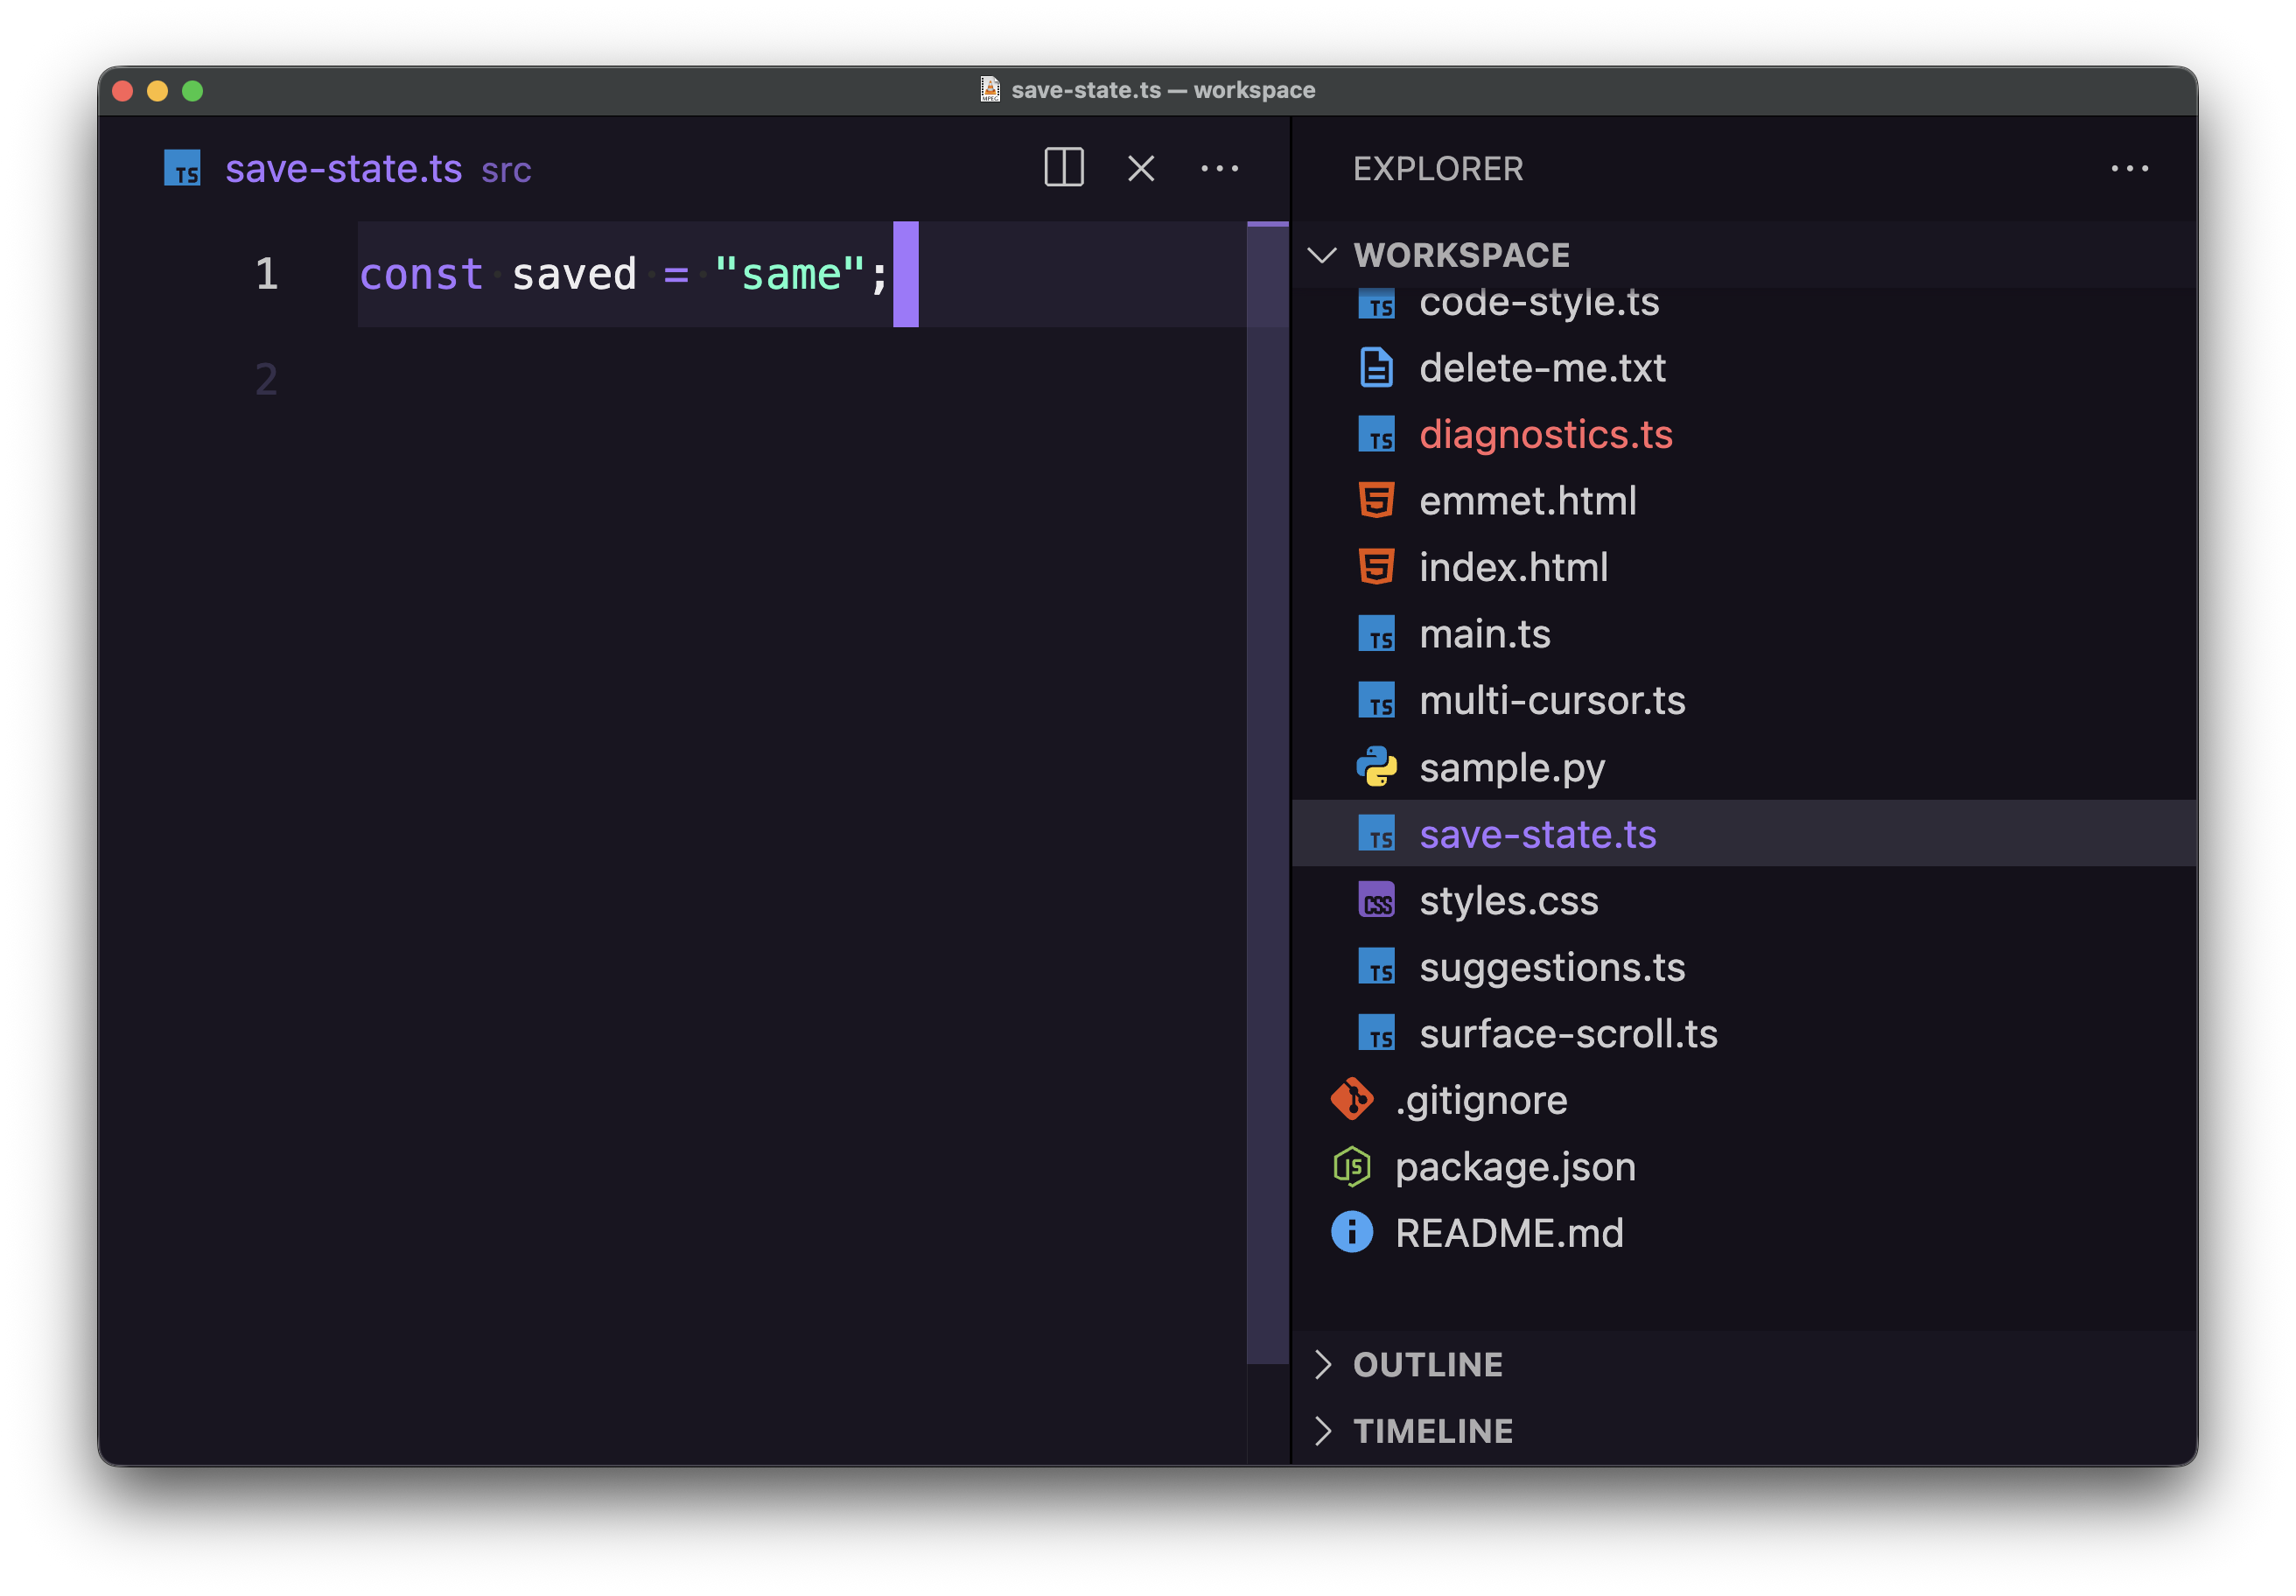 save-state.ts — workspace
save-state.ts src
1 const saved = "same";
2
EXPLORER
WORKSPACE
code-style.ts
delete-me.txt
diagnostics.ts
emmet.html
index.html
main.ts
multi-cursor.ts
sample.py
save-state.ts
styles.css
suggestions.ts
surface-scroll.ts
.gitignore
package.json
README.md
OUTLINE
TIMELINE